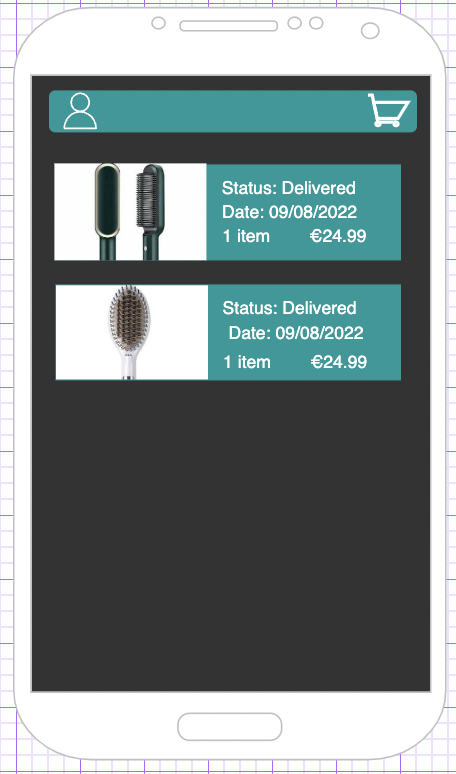 Status: Delivered
Date: 09/08/2022
1 item €24.99
Status: Delivered
Date: 09/08/2022
1 item €24.99